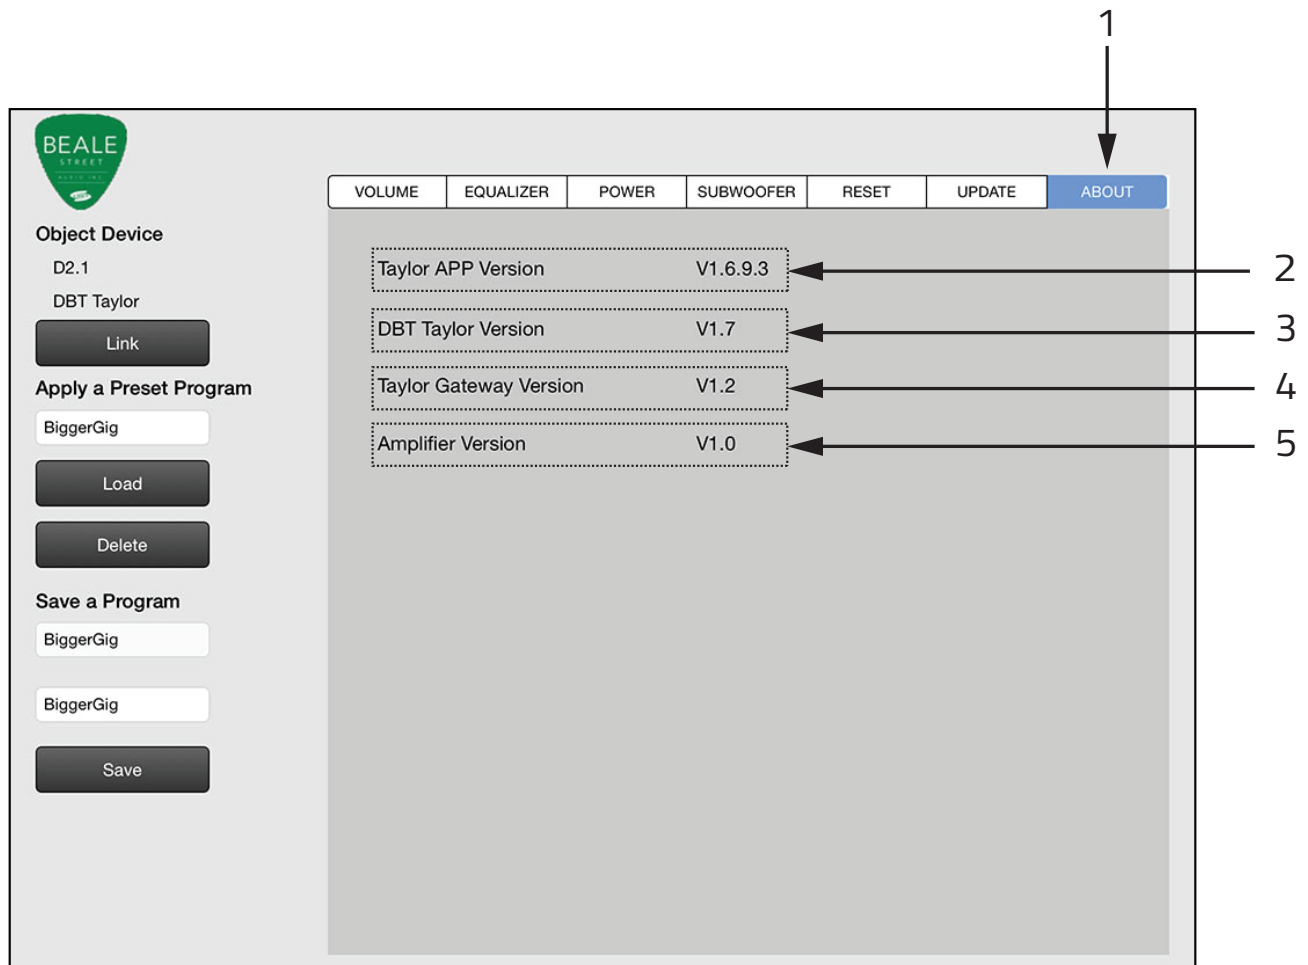 1
BEALE
STREET
AUDIO INC.
VOLUME EQUALIZER POWER SUBWOOFER RESET UPDATE ABOUT
Object Device
D2.1
DBT Taylor
Link
Apply a Preset Program
BiggerGig
Load
Delete
Save a Program
BiggerGig
BiggerGig
Save
Taylor APP Version V1.6.9.3 2
DBT Taylor Version V1.7 3
Taylor Gateway Version V1.2 4
Amplifier Version V1.0 5